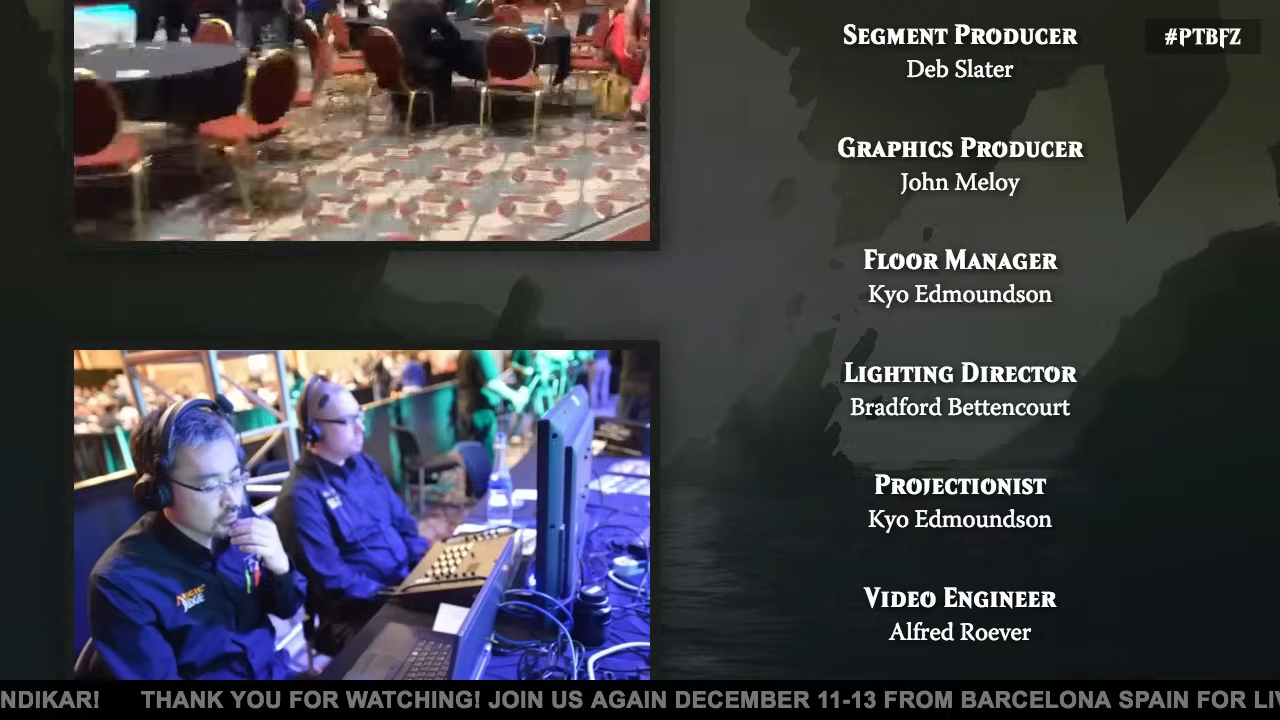 SEGMENT PRODUCER
Deb Slater
#PTBFZ
GRAPHICS PRODUCER
John Meloy
FLOOR MANAGER
Kyo Edmoundson
LIGHTING DIRECTOR
Bradford Bettencourt
PROJECTIONIST
Kyo Edmoundson
VIDEO ENGINEER
Alfred Roever
MAGIC
JUDGE
NDIKAR! THANK YOU FOR WATCHING! JOIN US AGAIN DECEMBER 11-13 FROM BARCELONA SPAIN FOR LIV